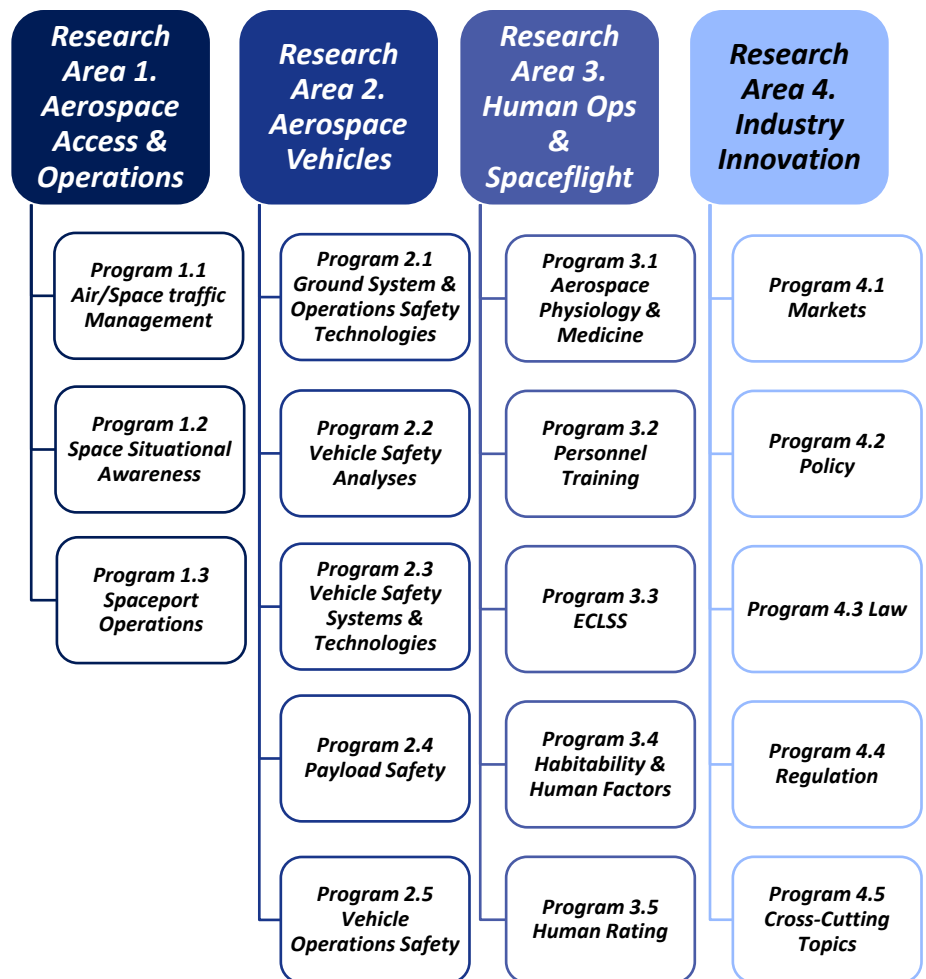 Research
Area 1.
Aerospace
Access &
Operations
Program 1.1
Air/Space traffic
Management
Program 1.2
Space Situational
Awareness
Program 1.3
Spaceport
Operations
Research
Area 2.
Aerospace
Vehicles
Program 2.1
Ground System &
Operations Safety
Technologies
Program 2.2
Vehicle Safety
Analyses
Program 2.3
Vehicle Safety
Systems &
Technologies
Program 2.4
Payload Safety
Program 2.5
Vehicle
Operations Safety
Research
Area 3.
Human Ops
&
Spaceflight
Program 3.1
Aerospace
Physiology &
Medicine
Program 3.2
Personnel
Training
Program 3.3
ECLSS
Program 3.4
Habitability &
Human Factors
Program 3.5
Human Rating
Research
Area 4.
Industry
Innovation
Program 4.1
Markets
Program 4.2
Policy
Program 4.3 Law
Program 4.4
Regulation
Program 4.5
Cross-Cutting
Topics